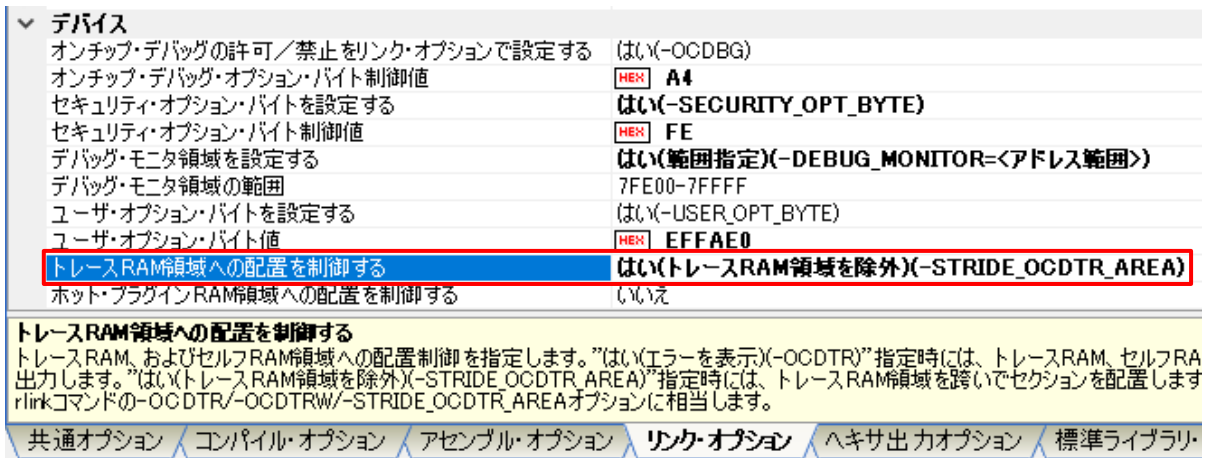 デバイス
オンチップ・デバッグの許可／禁止をリンク・オプションで設定する はい(-OCDBG)
オンチップ・デバッグ・オプション・バイト制御値 HEX A4
セキュリティ・オプション・バイトを設定する はい(-SECURITY_OPT_BYTE)
セキュリティ・オプション・バイト制御値 HEX FE
デバッグ・モニタ領域を設定する はい(範囲指定)(-DEBUG_MONITOR=<アドレス範囲>)
デバッグ・モニタ領域の範囲 7FE00-7FFFF
ユーザ・オプション・バイトを設定する はい(-USER_OPT_BYTE)
ユーザ・オプション・バイト値 HEX EFFAE0
トレースRAM領域への配置を制御する はい(トレースRAM領域を除外)(-STRIDE_OCDTR_AREA)
ホット・プラグインRAM領域への配置を制御する いいえ
トレースRAM領域への配置を制御する
トレースRAM、およびセルフRAM領域への配置制御を指定します。"はい(エラーを表示)(-OCDTR)"指定時には、トレースRAM、セルフRA
出力します。"はい(トレースRAM領域を除外)(-STRIDE_OCDTR_AREA)"指定時には、トレースRAM領域を跨いでセクションを配置します
rlinkコマンドの-OCDTR/-OCDTRW/-STRIDE_OCDTR_AREAオプションに相当します。
共通オプション コンパイル・オプション アセンブル・オプション リンク・オプション ヘキサ出力オプション 標準ライブラリ・